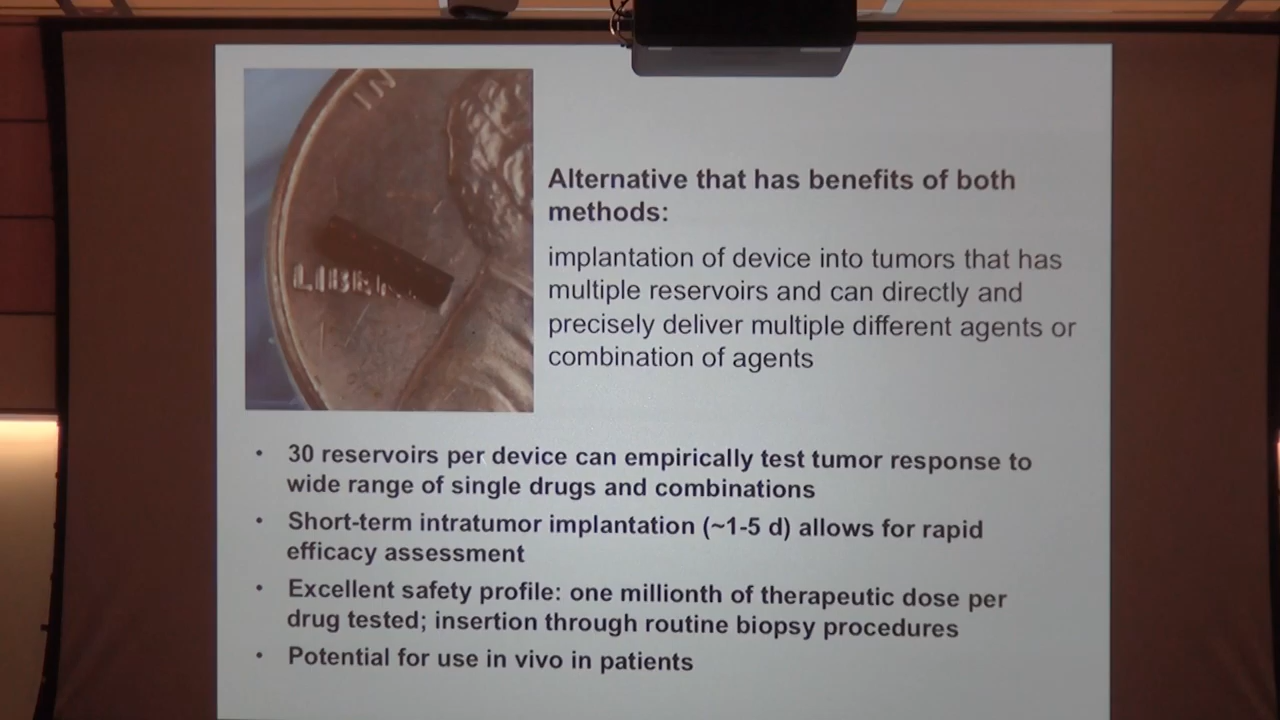 IN
LIBER
Alternative that has benefits of both
methods:
implantation of device into tumors that has
multiple reservoirs and can directly and
precisely deliver multiple different agents or
combination of agents
• 30 reservoirs per device can empirically test tumor response to
wide range of single drugs and combinations
• Short-term intratumor implantation (~1-5 d) allows for rapid
efficacy assessment
• Excellent safety profile: one millionth of therapeutic dose per
drug tested; insertion through routine biopsy procedures
• Potential for use in vivo in patients